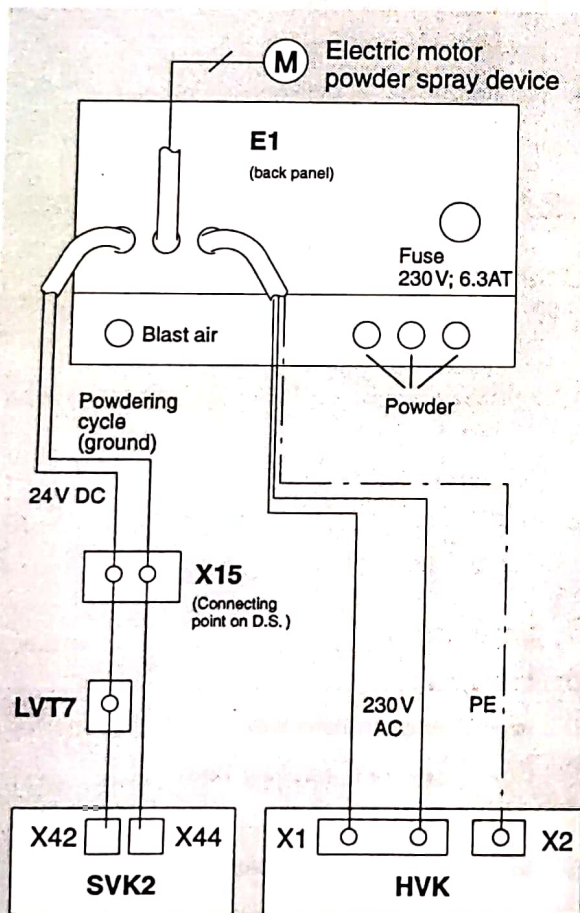 M
Electric motor
powder spray device
E1
(back panel)
Fuse
230V; 6.3AT
Blast air
Powder
Powdering
cycle
(ground)
24V DC
X15
(Connecting
point on D.S.)
LVT7
230V
AC
PE
X42
X44
X1
X2
SVK2
HVK